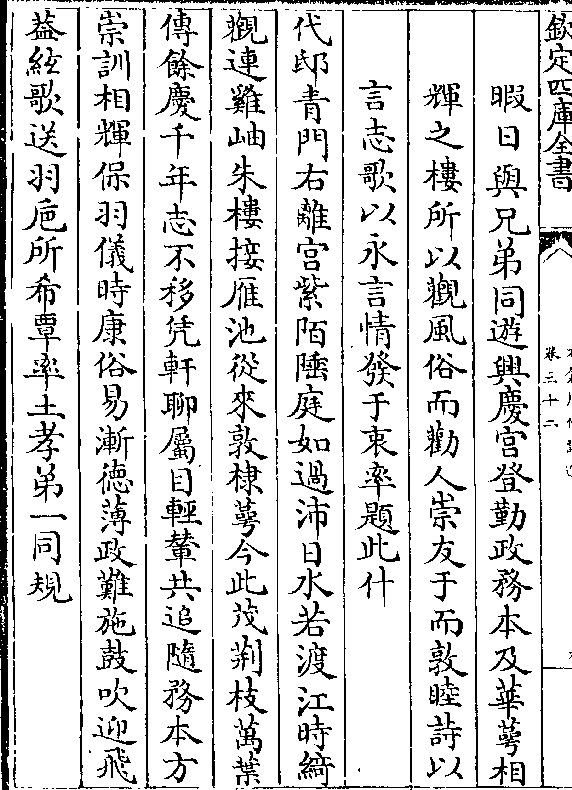 欽定四庫全書
卷三十二
暇日與兄弟同遊興慶宫登勤政務本及華萼相
輝之樓所以觀風俗而勸人崇友于而敦睦詩以
言志歌以永言情發于衷率題此什
代邸青門右離宫紫陌陲庭如過沛日水若渡江時綺
觀連雞岫朱樓接雁池從來敦棣萼今此茂荆枝萬葉
傳餘慶千年志不移凭軒聊屬目輕輦共追隨務本方
崇訓相輝保羽儀時康俗易漸徳薄政難施鼓吹迎飛
葢絃歌送羽巵所希覃率土孝弟一同規